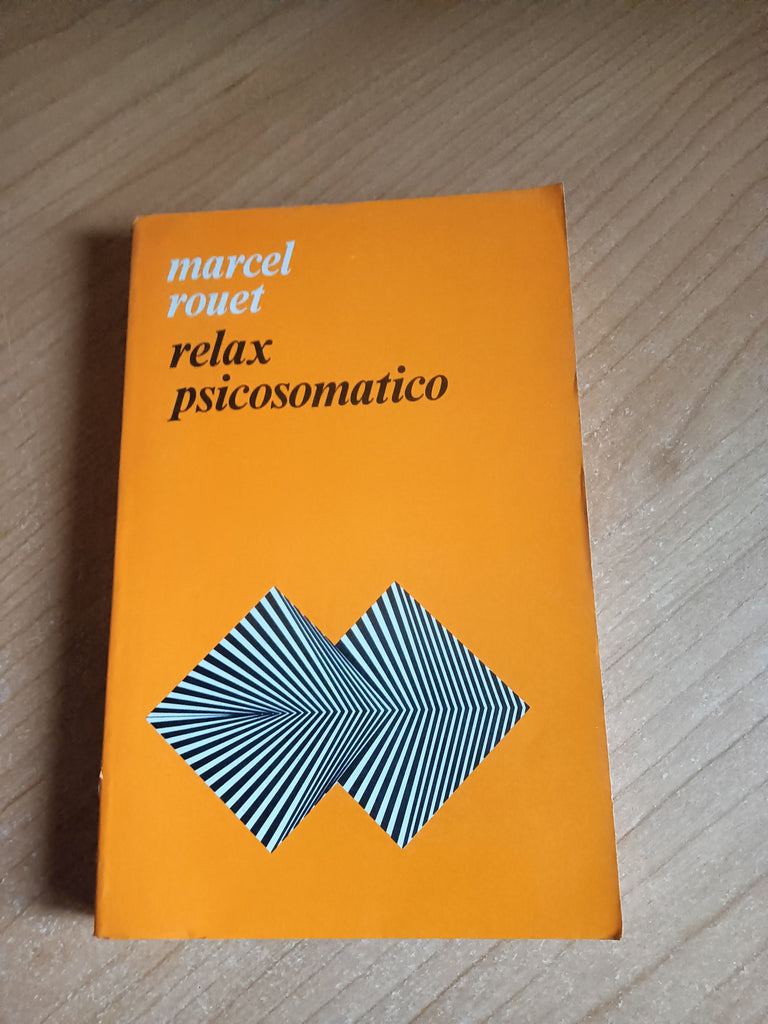 marcel
rouet
relax
psicosomatico